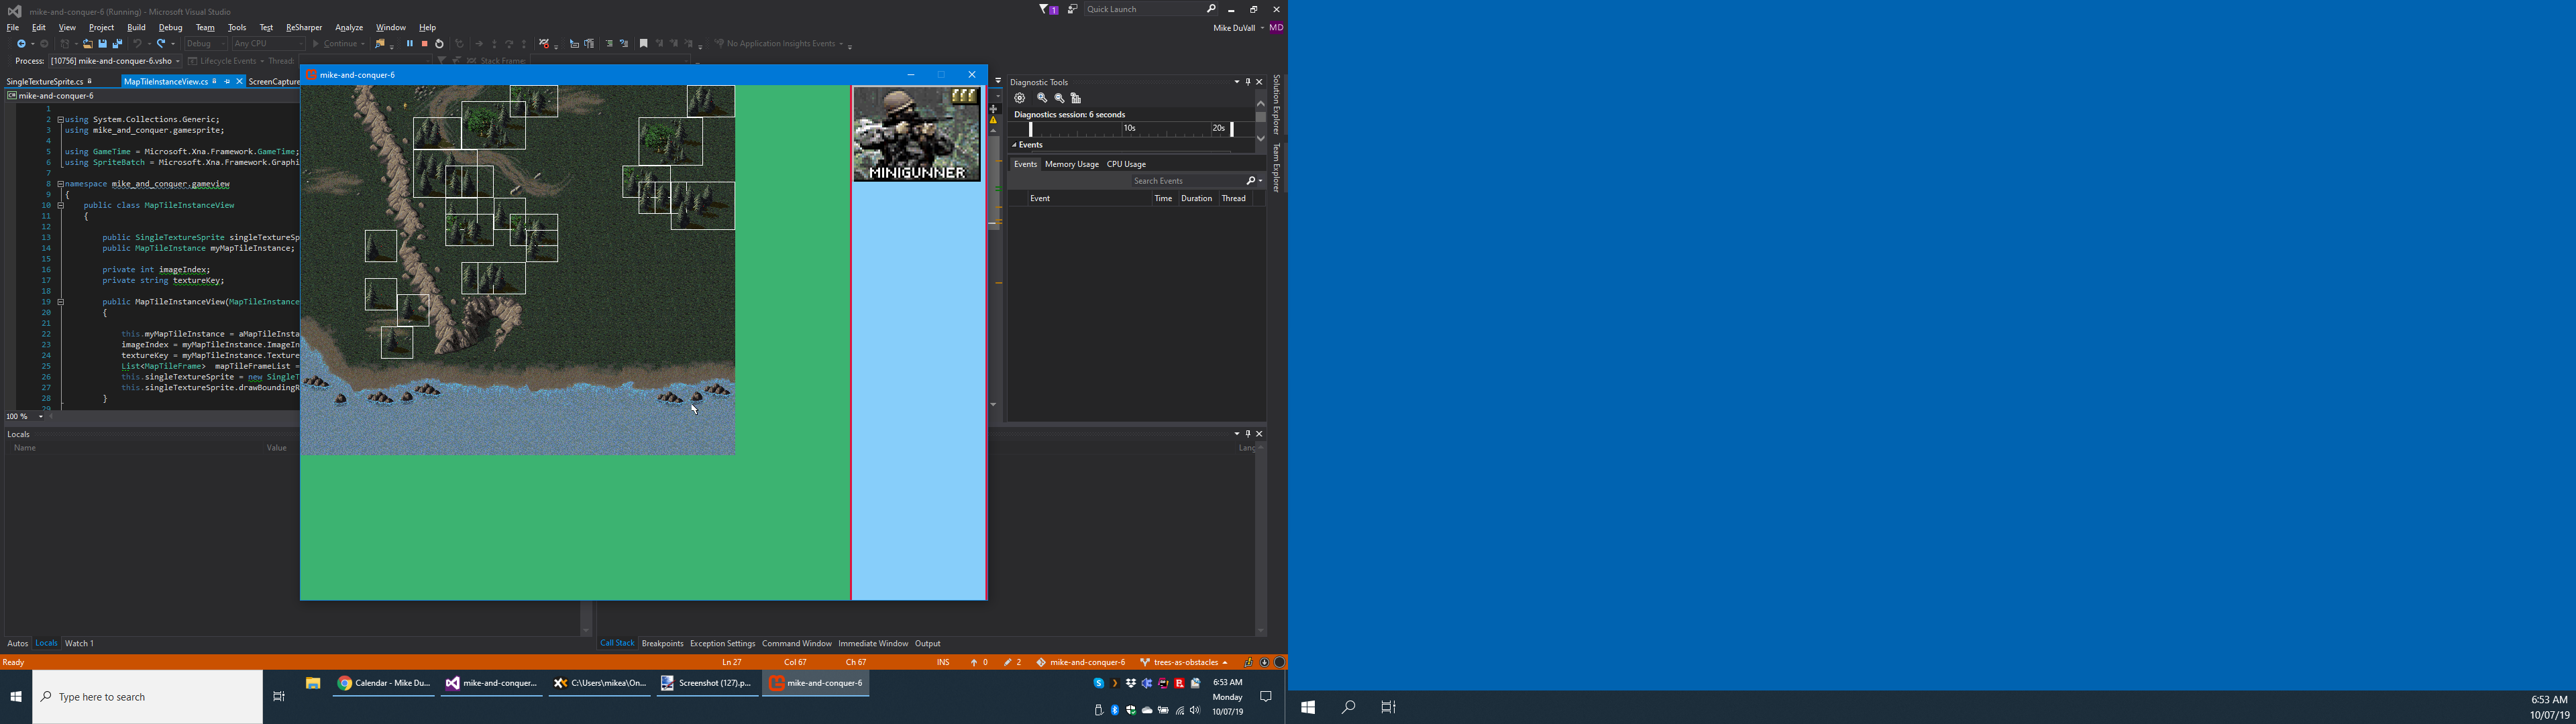 mike-and-conquer-6 (Running) - Microsoft Visual Studio
1
Quick Launch
File Edit View Project Build Debug Team Tools Test ReSharper Analyze Window Help
Mike DuVall MD
Debug Any CPU Continue No Application Insights Events
Process: [10756] mike-and-conquer-6.vsho Lifecycle Events Thread: Stack Frame:
SingleTextureSprite.cs MapTileInstanceView.cs ScreenCapture
mike-and-conquer-6
1
2 using System.Collections.Generic;
3 using mike_and_conquer.gamesprite;
4
5 using GameTime = Microsoft.Xna.Framework.GameTime;
6 using SpriteBatch = Microsoft.Xna.Framework.Graphi
7
8 namespace mike_and_conquer.gameview
9 {
10 public class MapTileInstanceView
11 {
12
13 public SingleTextureSprite singleTextureSp
14 public MapTileInstance myMapTileInstance;
15
16 private int imageIndex;
17 private string textureKey;
18
19 public MapTileInstanceView(MapTileInstance
20 {
21
22 this.myMapTileInstance = aMapTileInsta
23 imageIndex = myMapTileInstance.ImageIn
24 textureKey = myMapTileInstance.Texture
25 List<MapTileFrame> mapTileFrameList =
26 this.singleTextureSprite = new SingleT
27 this.singleTextureSprite.drawBoundingR
28 }
29
100 %
mike-and-conquer-6
MINIGUNNER
Diagnostic Tools
Diagnostics session: 6 seconds
10s 20s
Events
Events Memory Usage CPU Usage
Search Events
Event Time Duration Thread
Solution Explorer
Team Explorer
Locals
Name Value
Lang
Autos Locals Watch 1
Call Stack Breakpoints Exception Settings Command Window Immediate Window Output
Ready Ln 27 Col 67 Ch 67 INS 0 2 mike-and-conquer-6 trees-as-obstacles
Type here to search
Calendar - Mike Du... mike-and-conquer... C:\Users\mikea\On... Screenshot (127).p... mike-and-conquer-6
6:53 AM
Monday
10/07/19
6:53 AM
10/07/19